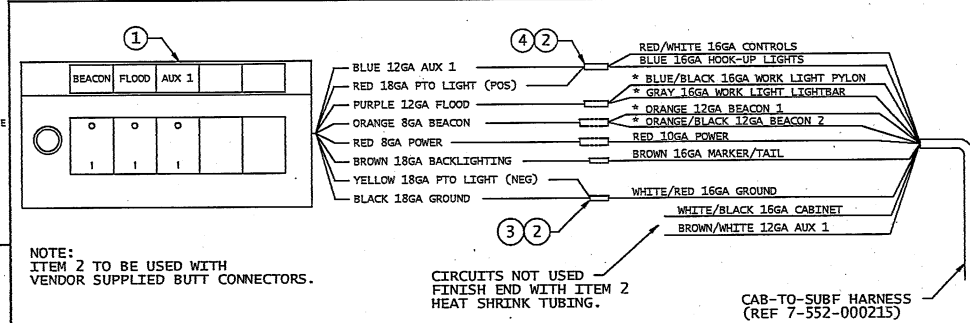 1
BEACON FLOOD AUX 1
E
1 1 1
BLUE 12GA AUX 1
RED 18GA PTO LIGHT (POS)
PURPLE 12GA FLOOD
ORANGE 8GA BEACON
RED 8GA POWER
BROWN 18GA BACKLIGHTING
YELLOW 18GA PTO LIGHT (NEG)
BLACK 18GA GROUND
4 2
3 2
RED/WHITE 16GA CONTROLS
BLUE 16GA HOOK-UP LIGHTS
* BLUE/BLACK 16GA WORK LIGHT PYLON
* GRAY 16GA WORK LIGHT LIGHTBAR
* ORANGE 12GA BEACON 1
* ORANGE/BLACK 12GA BEACON 2
RED 10GA POWER
BROWN 16GA MARKER/TAIL
WHITE/RED 16GA GROUND
WHITE/BLACK 16GA CABINET
BROWN/WHITE 12GA AUX 1
NOTE:
ITEM 2 TO BE USED WITH
VENDOR SUPPLIED BUTT CONNECTORS.
CIRCUITS NOT USED
FINISH END WITH ITEM 2
HEAT SHRINK TUBING.
CAB-TO-SUBF HARNESS
(REF 7-552-000215)